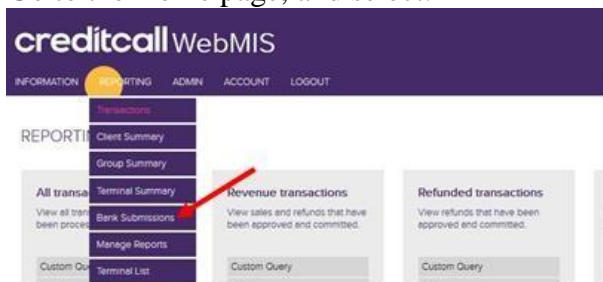 creditcall WebMIS
INFORMATION REPORTING ADMIN ACCOUNT LOGOUT
Transactions
REPORTI
Client Summary
Group Summary
Terminal Summary
Bank Submissions
Manage Reports
Terminal List
All transa
View all tran
been proces
Custom Qu
Revenue transactions
View sales and refunds that have
been approved and committed.
Custom Query
Refunded transactions
View refunds that have been
approved and committed.
Custom Query